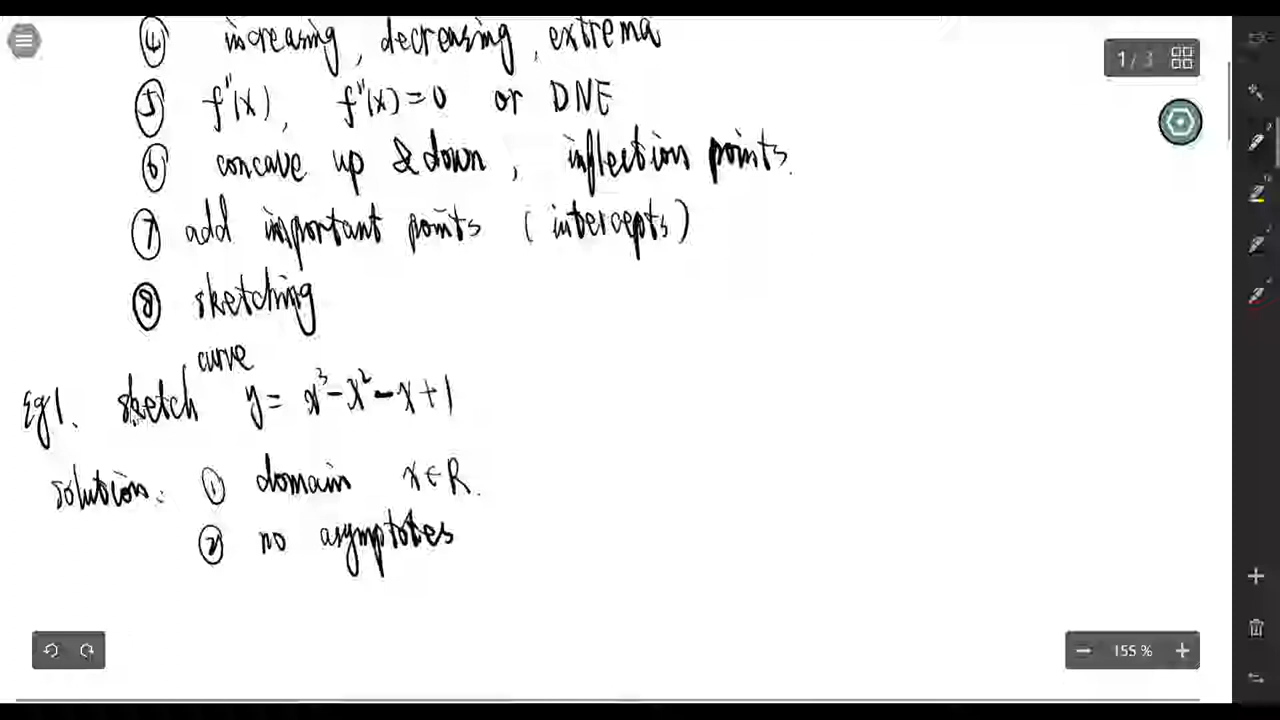 ④ increasing, decreasing, extrema
1 / 3
⑤ f"(x), f"(x) = 0 or DNE
⑥ concave up & down, inflection points.
⑦ add important points (intercepts)
⑧ sketching
curve
Eg1. sketch y = x³ - x² - x + 1
solution: ① domain x ∈ R.
② no asymptotes
155 %